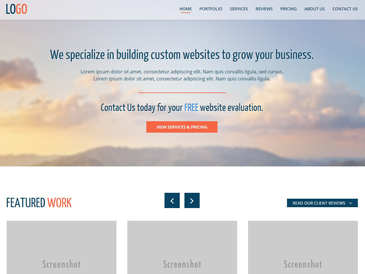 LOGO
HOME PORTFOLIO SERVICES REVIEWS PRICING ABOUT US CONTACT US
We specialize in building custom websites to grow your business.
Lorem ipsum dolor sit amet, consectetur adipiscing elit. Nam quis convallis ligula, sed cursus.
Lorem ipsum dolor sit amet, consectetur adipiscing elit. Nam quis convallis ligula.
Contact Us today for your FREE website evaluation.
VIEW SERVICES & PRICING
FEATURED WORK
READ OUR CLIENT REVIEWS
Screenshot Screenshot Screenshot